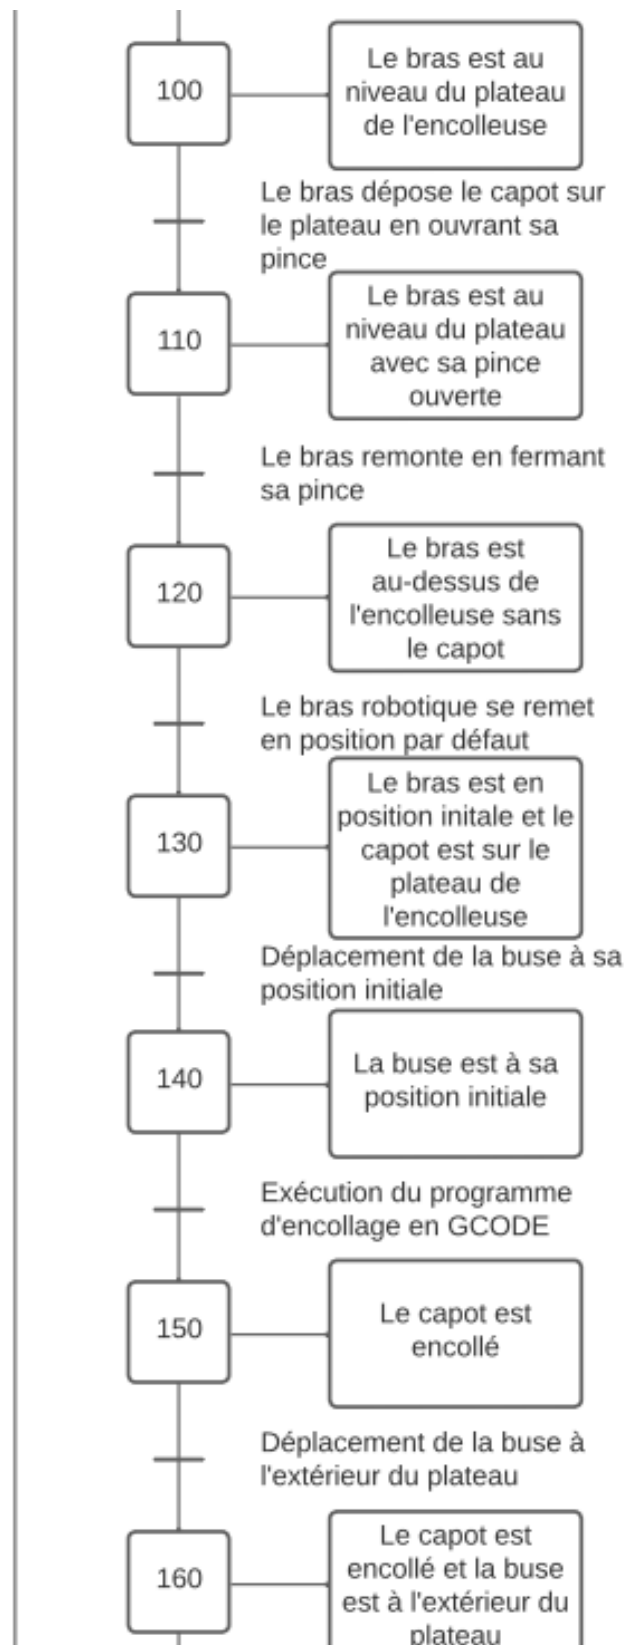 100
Le bras est au
niveau du plateau
de l'encolleuse
Le bras dépose le capot sur
le plateau en ouvrant sa
pince
110
Le bras est au
niveau du plateau
avec sa pince
ouverte
Le bras remonte en fermant
sa pince
120
Le bras est
au-dessus de
l'encolleuse sans
le capot
Le bras robotique se remet
en position par défaut
130
Le bras est en
position initale et le
capot est sur le
plateau de
l'encolleuse
Déplacement de la buse à sa
position initiale
140
La buse est à sa
position initiale
Exécution du programme
d'encollage en GCODE
150
Le capot est
encollé
Déplacement de la buse à
l'extérieur du plateau
160
Le capot est
encollé et la buse
est à l'extérieur du
plateau